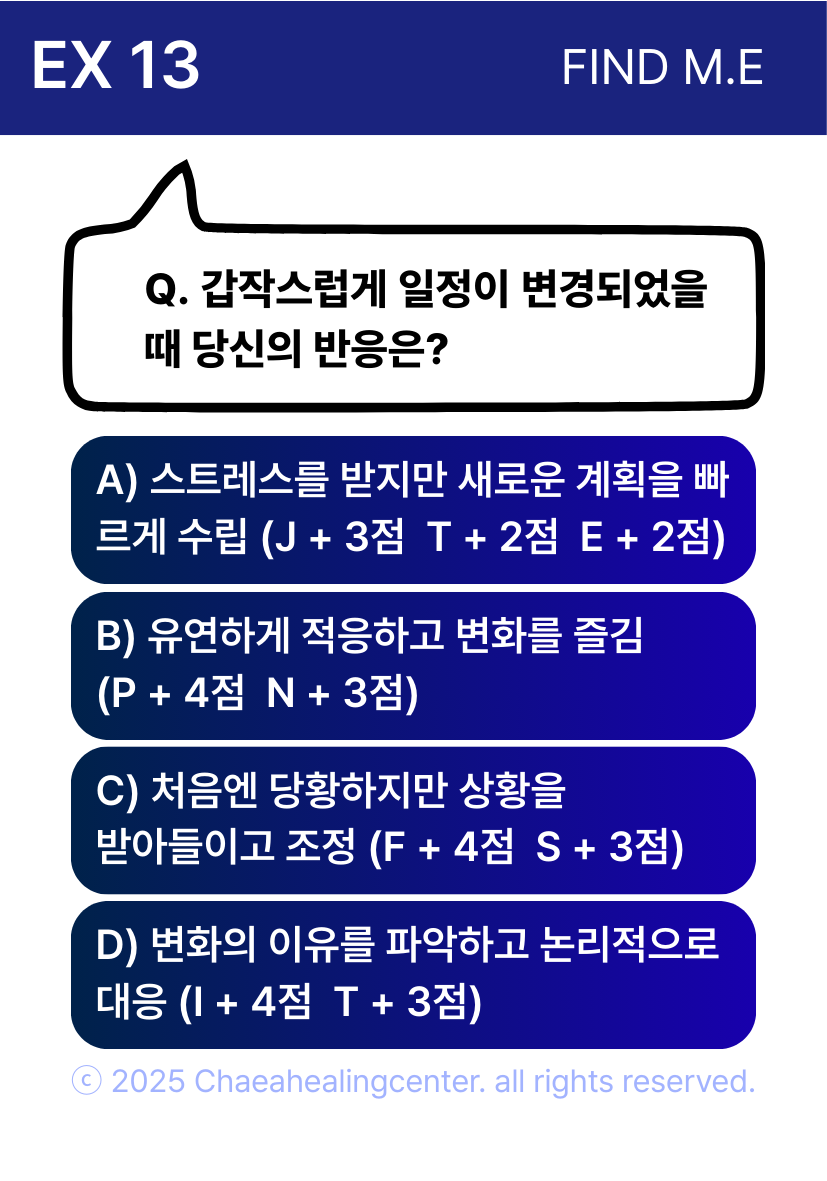 EX 13
FIND M.E
Q. 갑작스럽게 일정이 변경되었을
때 당신의 반응은?
A) 스트레스를 받지만 새로운 계획을 빠
르게 수립 (J + 3점  T + 2점  E + 2점)
B) 유연하게 적응하고 변화를 즐김
(P + 4점  N + 3점)
C) 처음엔 당황하지만 상황을
받아들이고 조정 (F + 4점  S + 3점)
D) 변화의 이유를 파악하고 논리적으로
대응 (I + 4점  T + 3점)
ⓒ 2025 Chaeahealingcenter. all rights reserved.